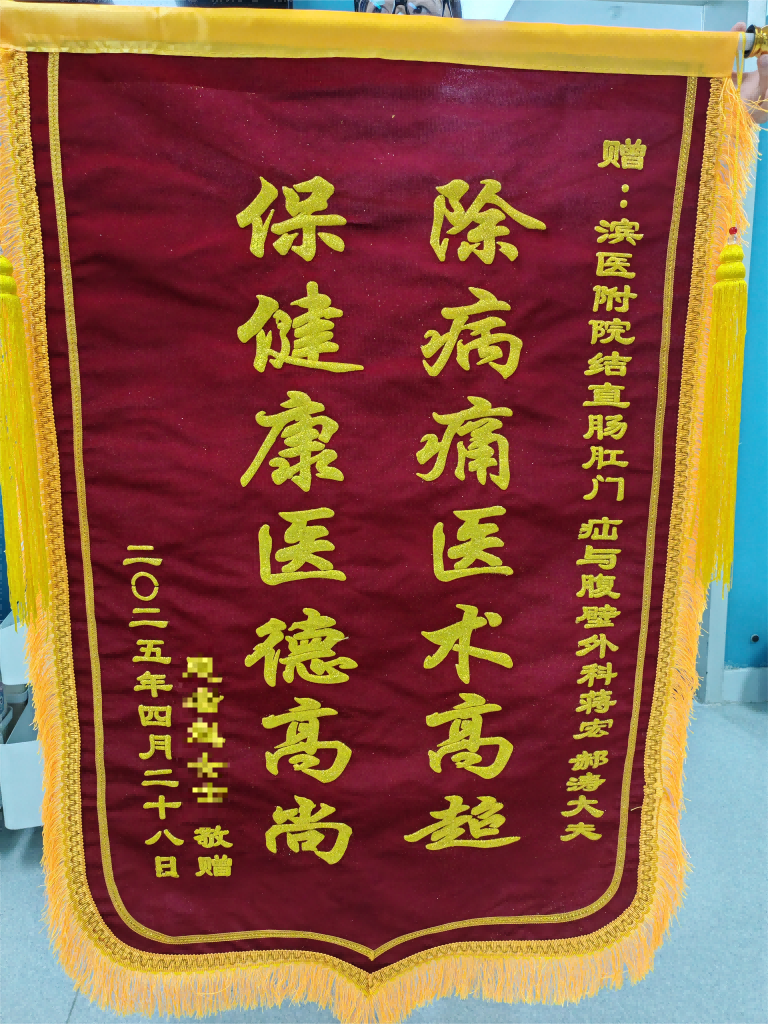 赠：滨医附院结直肠肛门 疝与腹壁外科蒋宏 郝涛大夫
除病痛医术高超
保健康医德高尚
敬赠
二〇二五年四月二十八日